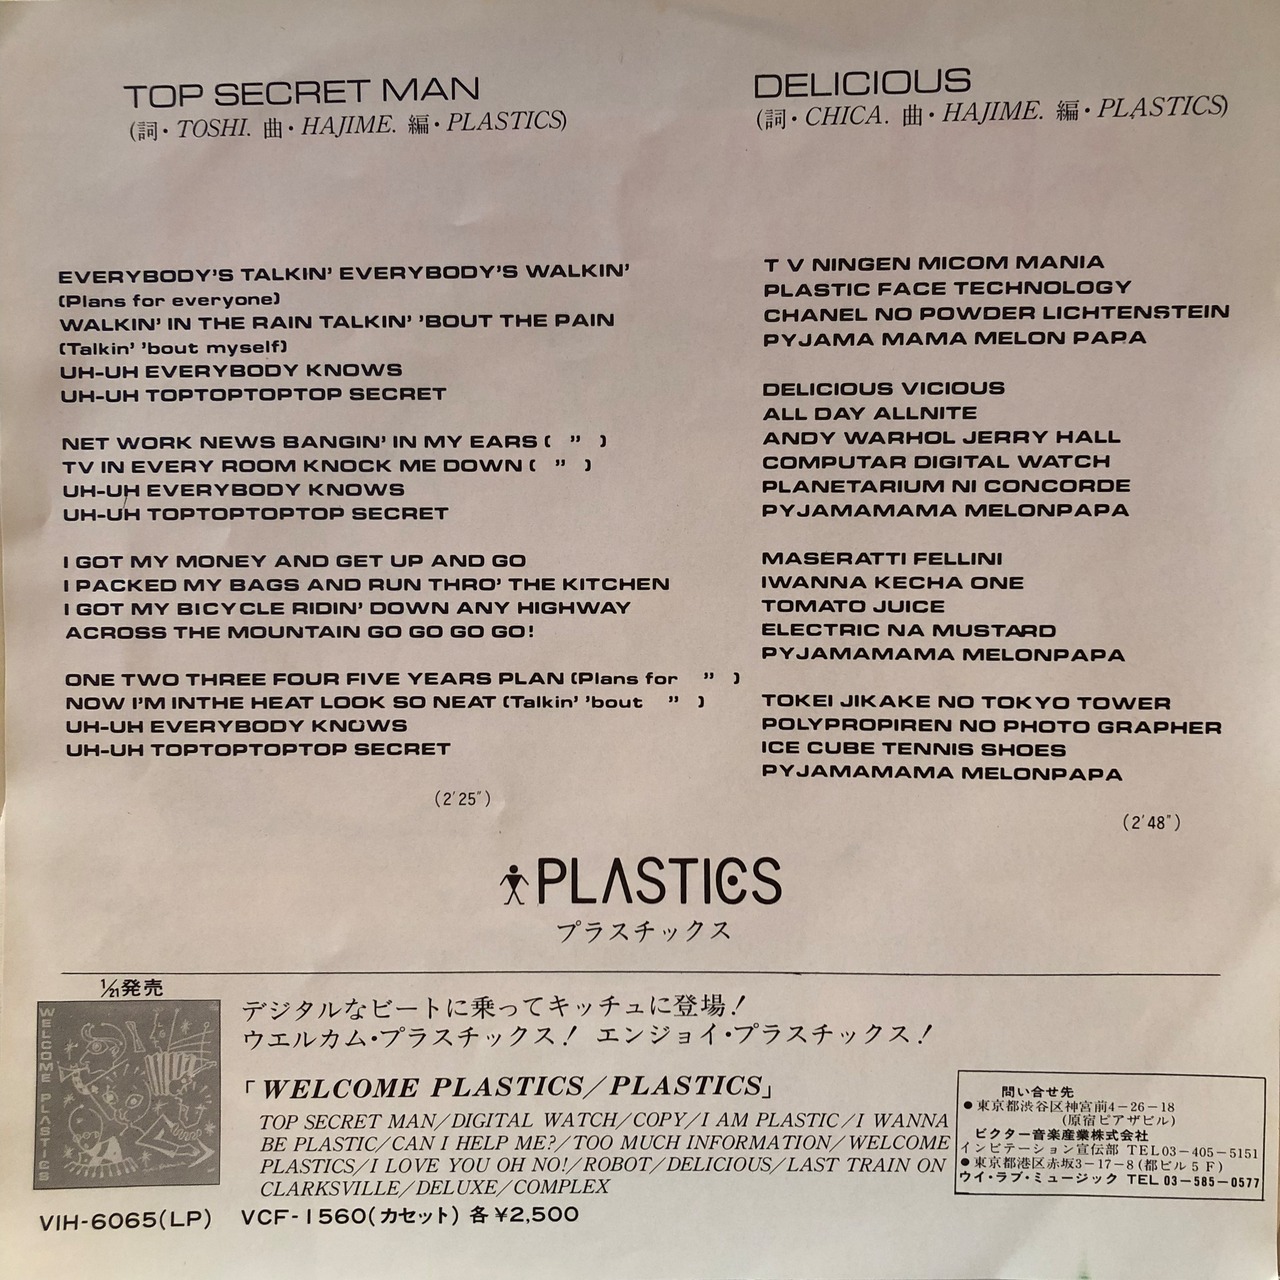 TOP SECRET MAN
(詞・TOSHI. 曲・HAJIME. 編・PLASTICS)
EVERYBODY'S TALKIN' EVERYBODY'S WALKIN'
(Plans for everyone)
WALKIN' IN THE RAIN TALKIN' 'BOUT THE PAIN
(Talkin' 'bout myself)
UH-UH EVERYBODY KNOWS
UH-UH TOPTOPTOPTOP SECRET
NET WORK NEWS BANGIN' IN MY EARS ( ” )
TV IN EVERY ROOM KNOCK ME DOWN ( ” )
UH-UH EVERYBODY KNOWS
UH-UH TOPTOPTOPTOP SECRET
I GOT MY MONEY AND GET UP AND GO
I PACKED MY BAGS AND RUN THRO' THE KITCHEN
I GOT MY BICYCLE RIDIN' DOWN ANY HIGHWAY
ACROSS THE MOUNTAIN GO GO GO GO!
ONE TWO THREE FOUR FIVE YEARS PLAN (Plans for ” )
NOW I'M INTHE HEAT LOOK SO NEAT (Talkin' 'bout ” )
UH-UH EVERYBODY KNOWS
UH-UH TOPTOPTOPTOP SECRET
(2′25″)
DELICIOUS
(詞・CHICA. 曲・HAJIME. 編・PLASTICS)
T V NINGEN MICOM MANIA
PLASTIC FACE TECHNOLOGY
CHANEL NO POWDER LICHTENSTEIN
PYJAMA MAMA MELON PAPA
DELICIOUS VICIOUS
ALL DAY ALLNITE
ANDY WARHOL JERRY HALL
COMPUTAR DIGITAL WATCH
PLANETARIUM NI CONCORDE
PYJAMAMAMA MELONPAPA
MASERATTI FELLINI
IWANNA KECHA ONE
TOMATO JUICE
ELECTRIC NA MUSTARD
PYJAMAMAMA MELONPAPA
TOKEI JIKAKE NO TOKYO TOWER
POLYPROPIREN NO PHOTO GRAPHER
ICE CUBE TENNIS SHOES
PYJAMAMAMA MELONPAPA
(2′48″)
PLASTICS
プラスチックス
1/21発売
WELCOME PLASTICS
デジタルなビートに乗ってキッチュに登場！
ウエルカム・プラスチックス！ エンジョイ・プラスチックス！
「WELCOME PLASTICS／PLASTICS」
TOP SECRET MAN／DIGITAL WATCH／COPY／I AM PLASTIC／I WANNA
BE PLASTIC／CAN I HELP ME?／TOO MUCH INFORMATION／WELCOME
PLASTICS／I LOVE YOU OH NO!／ROBOT／DELICIOUS／LAST TRAIN ON
CLARKSVILLE／DELUXE／COMPLEX
VIH-6065(LP) VCF-1560(カセット) 各￥2,500
問い合せ先
●東京都渋谷区神宮前4－26－18
(原宿ピアザビル)
ビクター音楽産業株式会社
インビテーション宣伝部 TEL03－405－5151
●東京都港区赤坂3－17－8(都ビル5F)
ウイ・ラブ・ミュージック TEL 03－585－0577